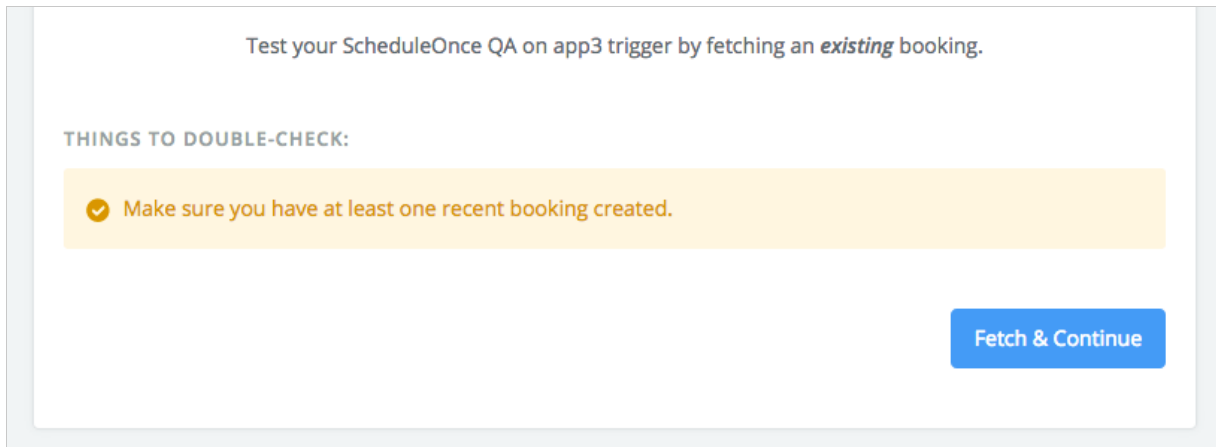 Test your ScheduleOnce QA on app3 trigger by fetching an existing booking.
THINGS TO DOUBLE-CHECK:
Make sure you have at least one recent booking created.
Fetch & Continue